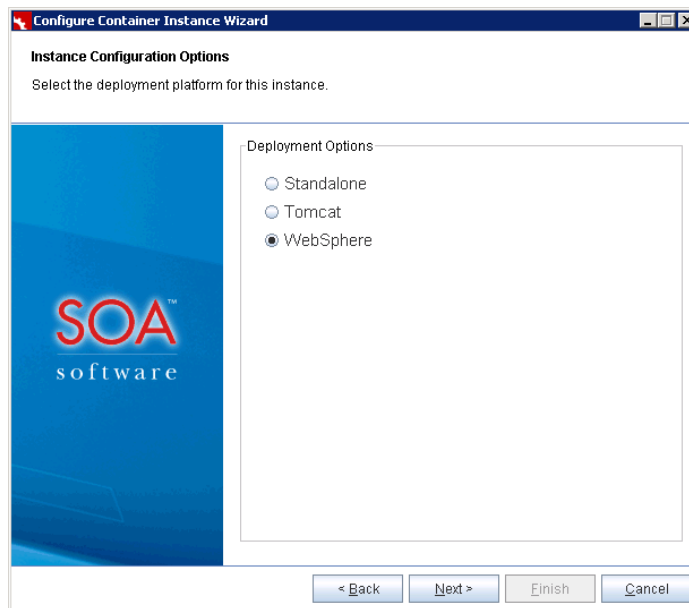 Configure Container Instance Wizard
Instance Configuration Options
Select the deployment platform for this instance.
Deployment Options
Standalone
Tomcat
WebSphere
SOA™
software
< Back
Next >
Finish
Cancel